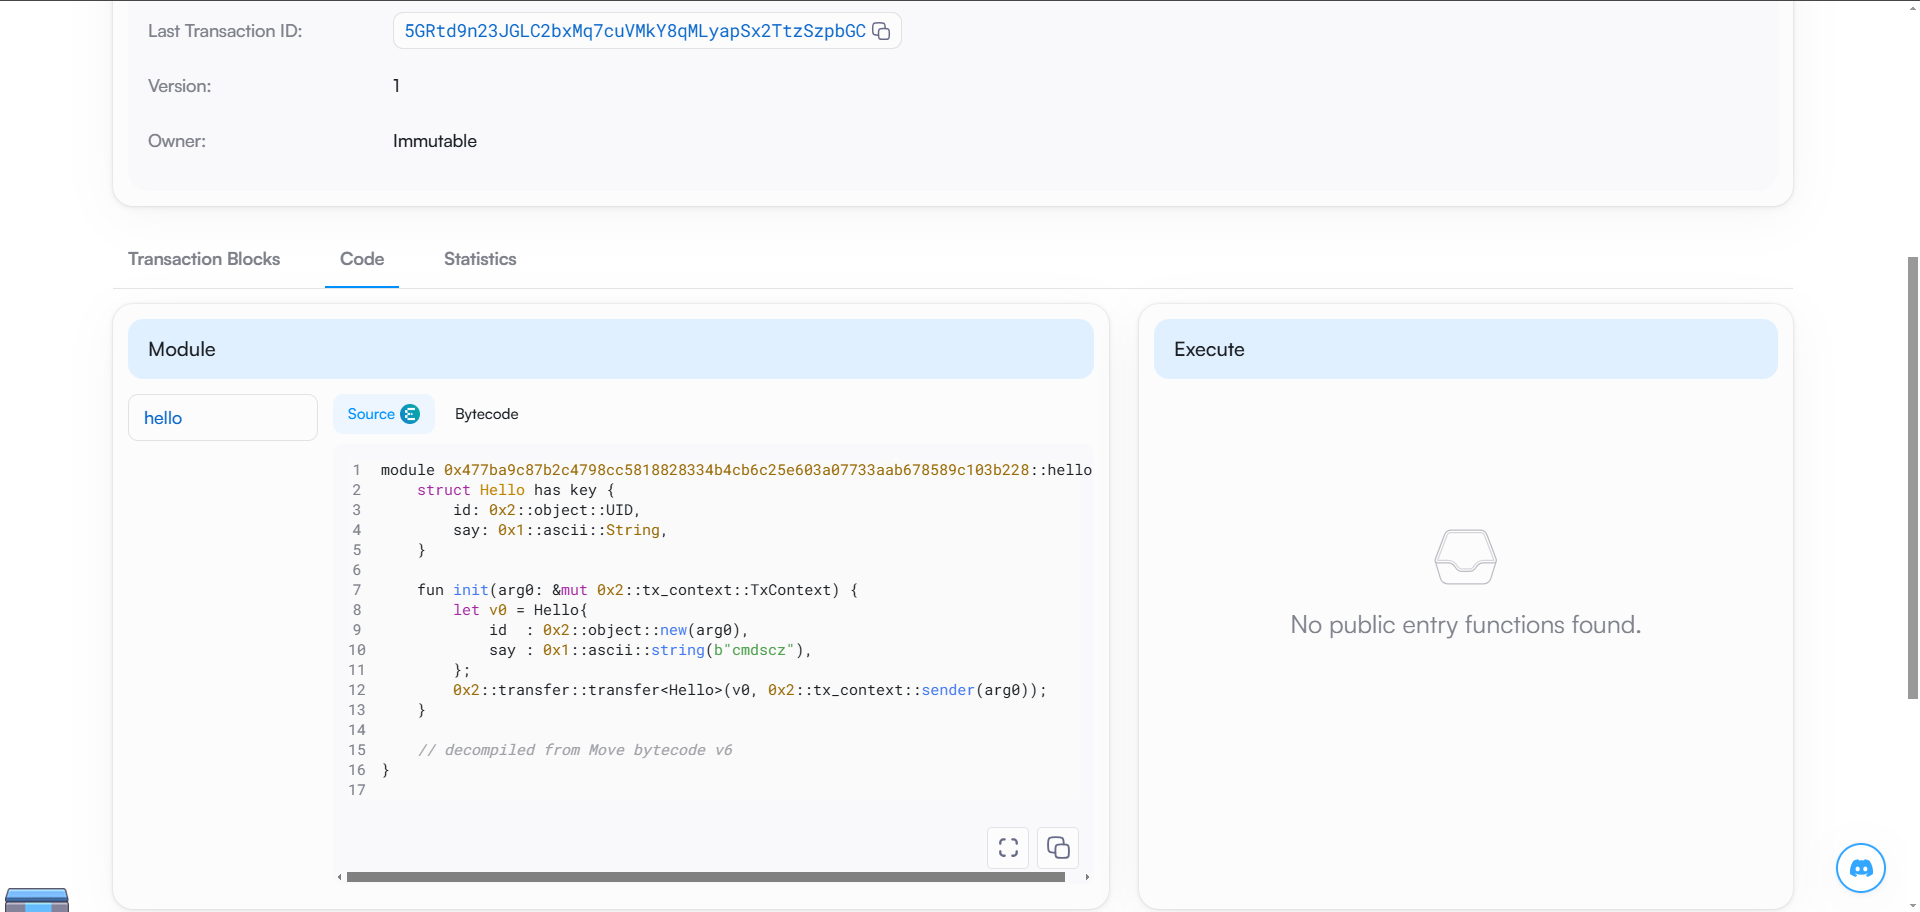 Last Transaction ID: 5GRtd9n23JGLC2bxMq7cuVMkY8qMLyapSx2TtzSzpbGC
Version: 1
Owner: Immutable
Transaction Blocks Code Statistics
Module
Execute
hello
Source Bytecode
1 module 0x477ba9c87b2c4798cc5818828334b4cb6c25e603a07733aab678589c103b228::hello
2     struct Hello has key {
3         id: 0x2::object::UID,
4         say: 0x1::ascii::String,
5     }
6
7     fun init(arg0: &mut 0x2::tx_context::TxContext) {
8         let v0 = Hello{
9             id  : 0x2::object::new(arg0),
10             say : 0x1::ascii::string(b"cmdscz"),
11         };
12         0x2::transfer::transfer<Hello>(v0, 0x2::tx_context::sender(arg0));
13     }
14
15     // decompiled from Move bytecode v6
16 }
17
No public entry functions found.